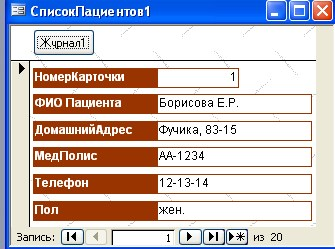 СписокПациентов1
Журнал1
НомерКарточки 1
ФИО Пациента Борисова Е.Р.
ДомашнийАдрес Фучика, 83-15
МедПолис АА-1234
Телефон 12-13-14
Пол жен.
Запись: 1 из 20